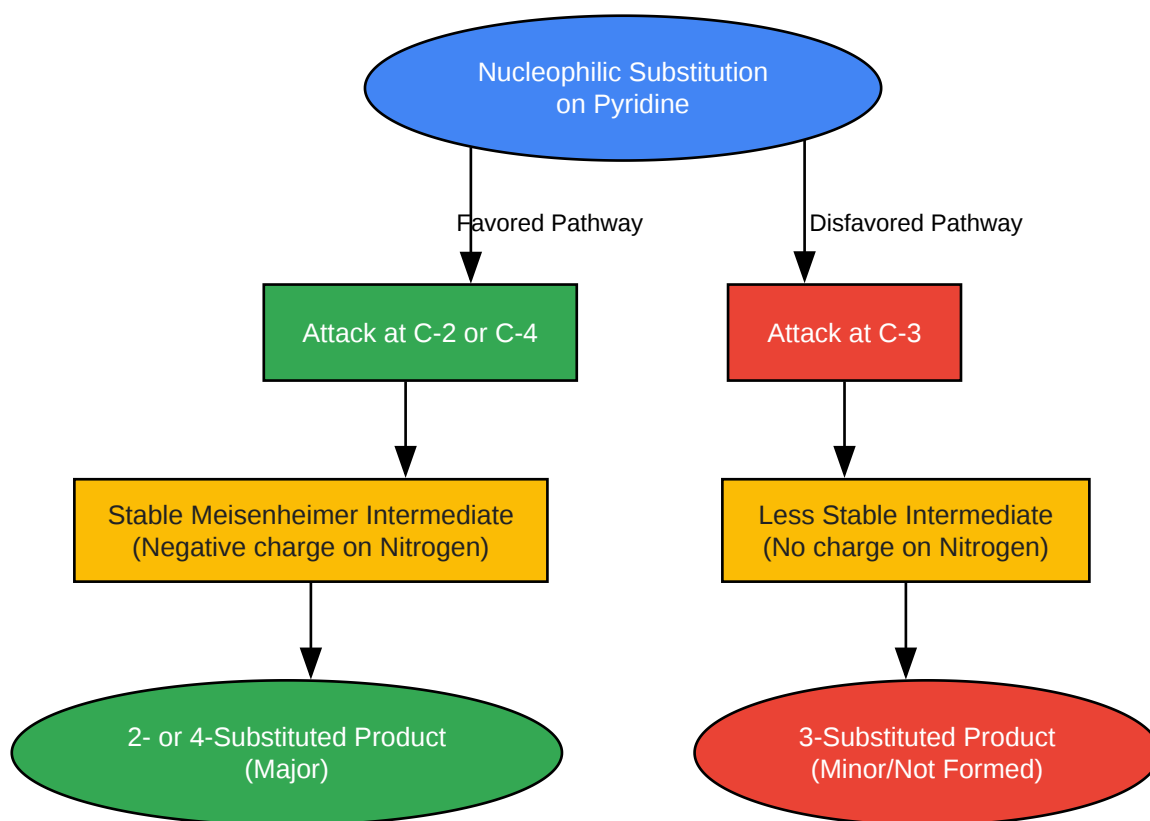 Nucleophilic Substitution
on Pyridine
Favored Pathway
Disfavored Pathway
Attack at C-2 or C-4
Attack at C-3
Stable Meisenheimer Intermediate
(Negative charge on Nitrogen)
Less Stable Intermediate
(No charge on Nitrogen)
2- or 4-Substituted Product
(Major)
3-Substituted Product
(Minor/Not Formed)